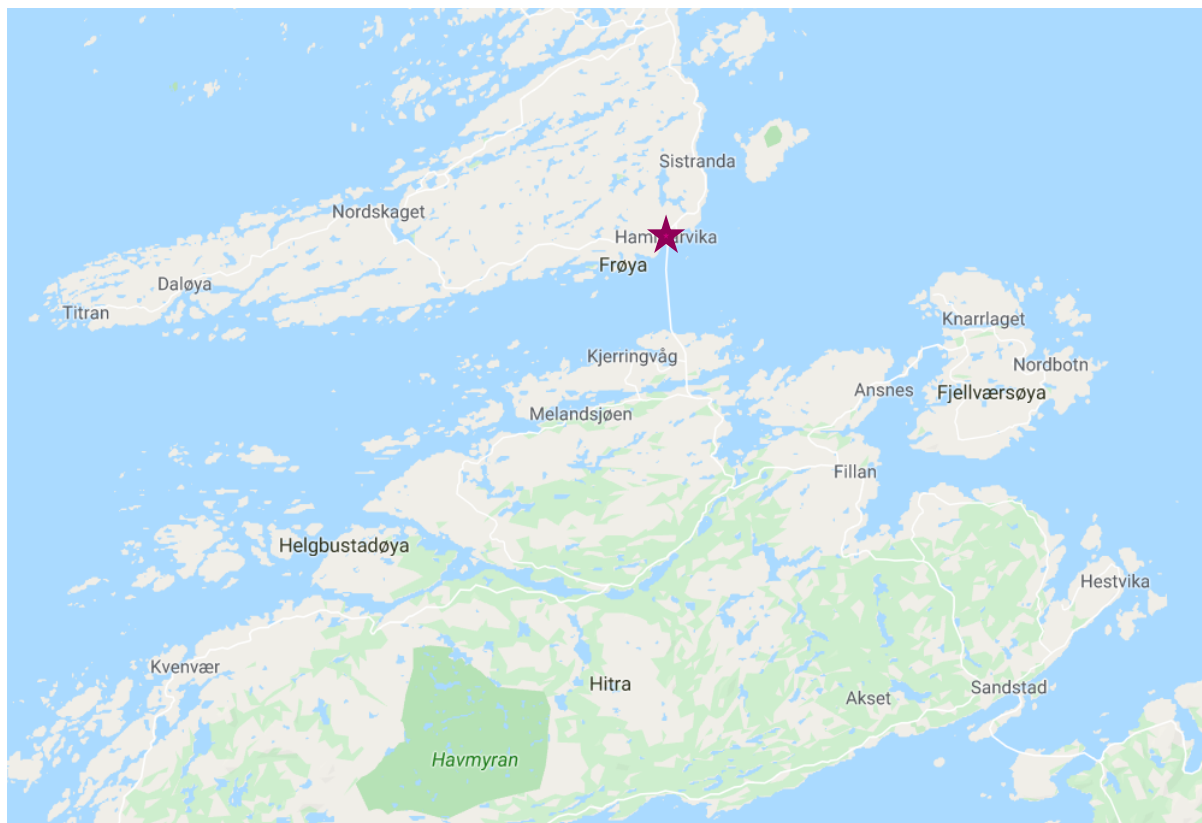 Sistranda
Nordskaget
Frøya
Daløya
Titran
Knarrlaget
Kjerringvåg
Nordbotn
Ansnes
Fjellværsøya
Melandsjøen
Fillan
Helgbustadøya
Hestvika
Kvenvær
Hitra
Sandstad
Akset
Havmyran